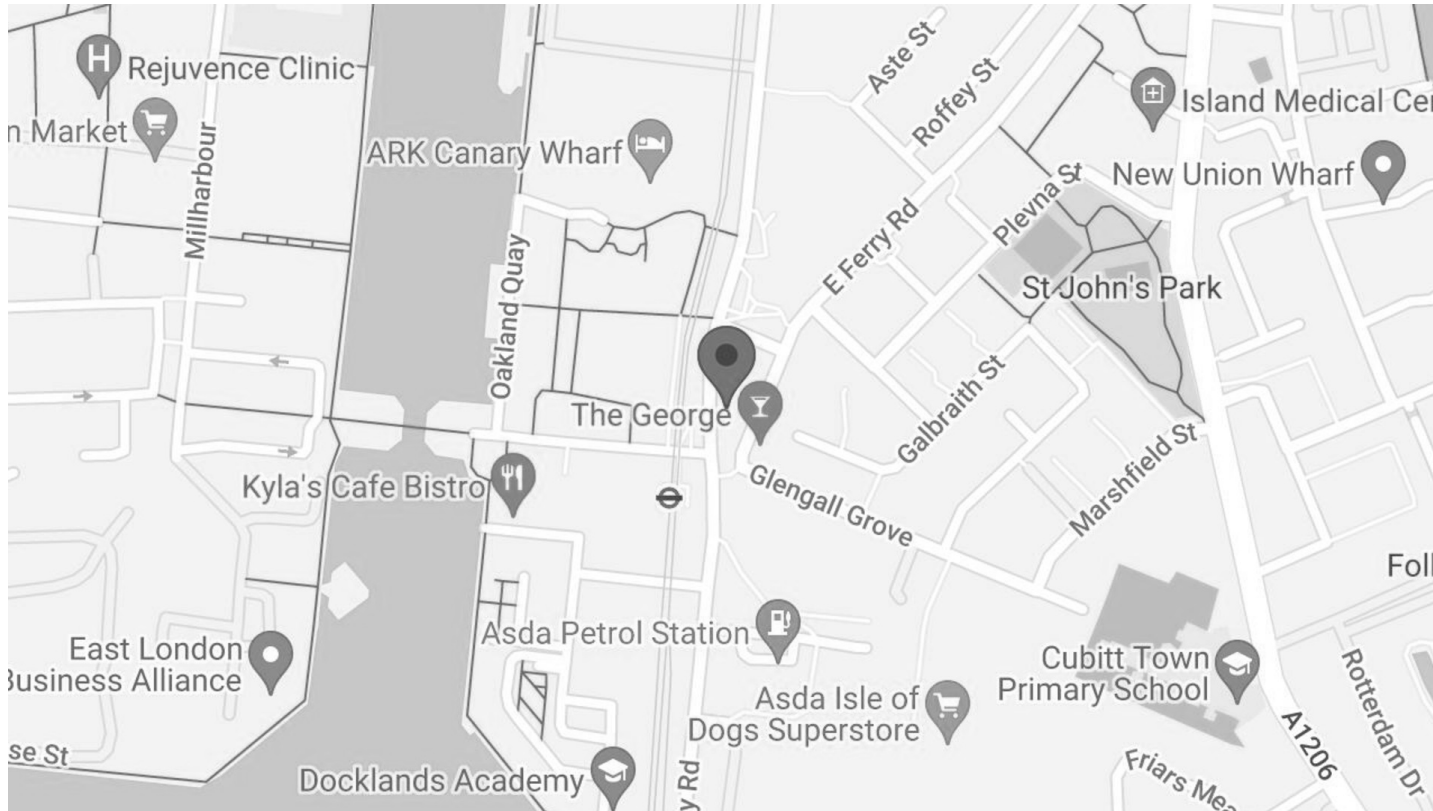 Rejuvence Clinic
n Market
Millharbour
ARK Canary Wharf
Oakland Quay
Aste St
Roffey St
E Ferry Rd
Plevna St
Island Medical Cer
New Union Wharf
St John's Park
Galbraith St
The George
Marshfield St
Kyla's Cafe Bistro
Glengall Grove
Foll
Asda Petrol Station
East London
Business Alliance
Cubitt Town
Primary School
Asda Isle of
Dogs Superstore
Rotterdam Dr
A1206
se St
Docklands Academy
y Rd
Friars Mea